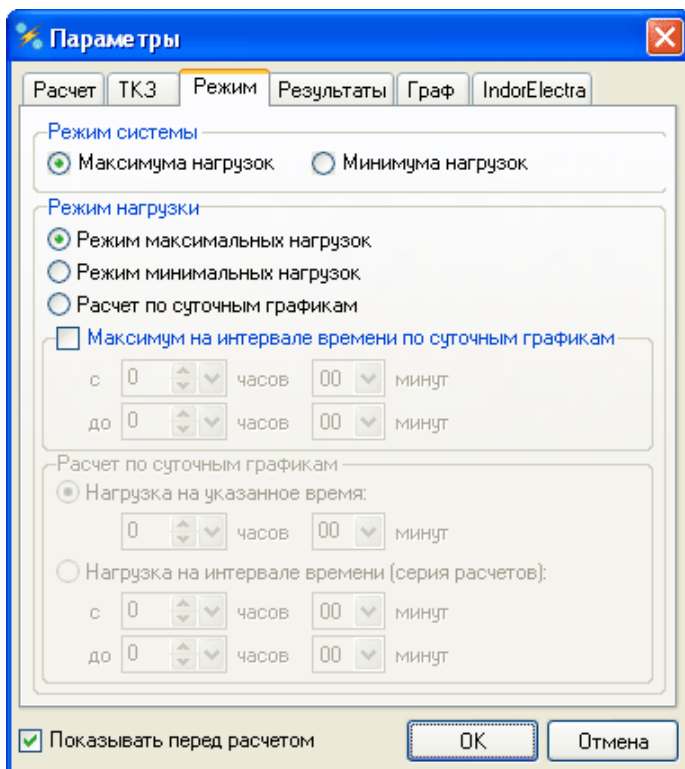 Параметры
Расчет ТКЗ Режим Результаты Граф IndorElectra
Режим системы
Максимума нагрузок Минимума нагрузок
Режим нагрузки
Режим максимальных нагрузок
Режим минимальных нагрузок
Расчет по суточным графикам
Максимум на интервале времени по суточным графикам
с 0 часов 00 минут
до 0 часов 00 минут
Расчет по суточным графикам
Нагрузка на указанное время:
0 часов 00 минут
Нагрузка на интервале времени (серия расчетов):
с 0 часов 00 минут
до 0 часов 00 минут
Показывать перед расчетом OK Отмена